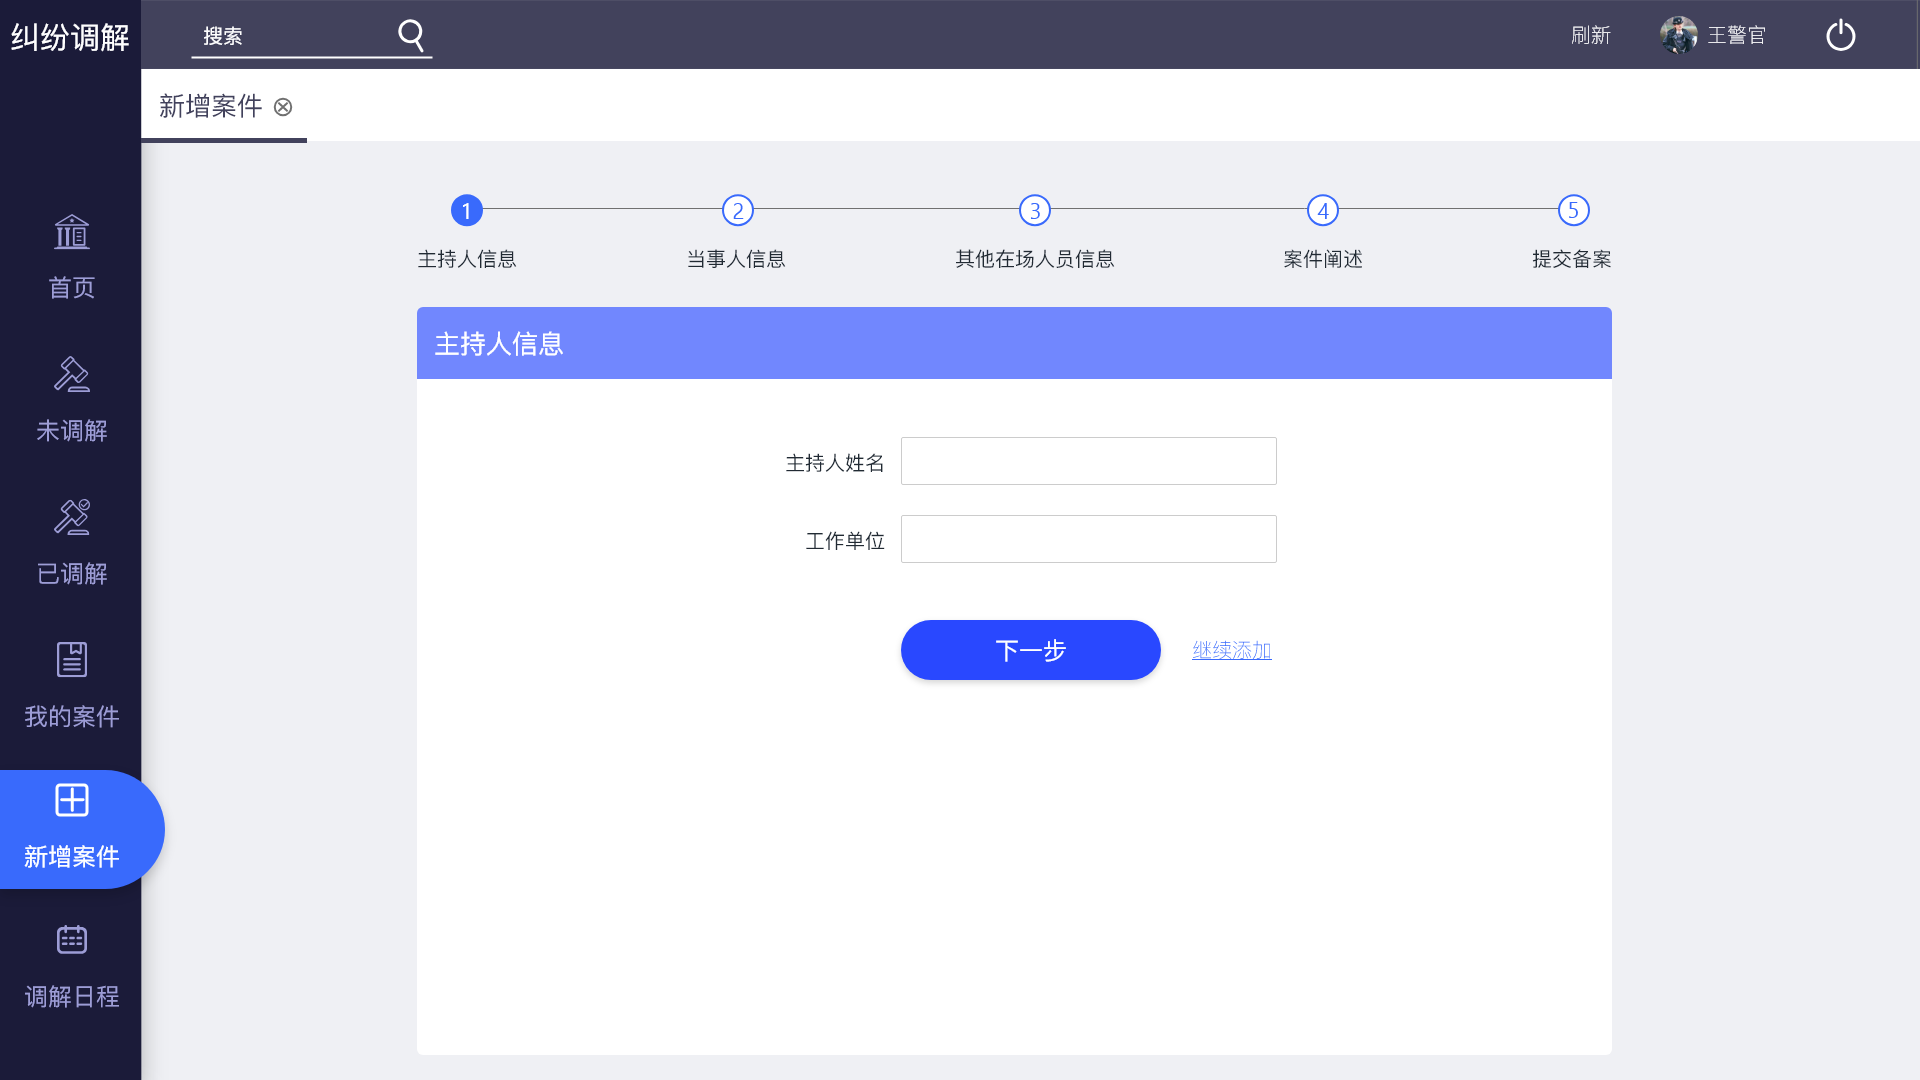 纠纷调解
搜索
刷新
王警官
新增案件
首页
未调解
已调解
我的案件
新增案件
调解日程
1
2
3
4
5
主持人信息
当事人信息
其他在场人员信息
案件阐述
提交备案
主持人信息
主持人姓名
工作单位
下一步
继续添加